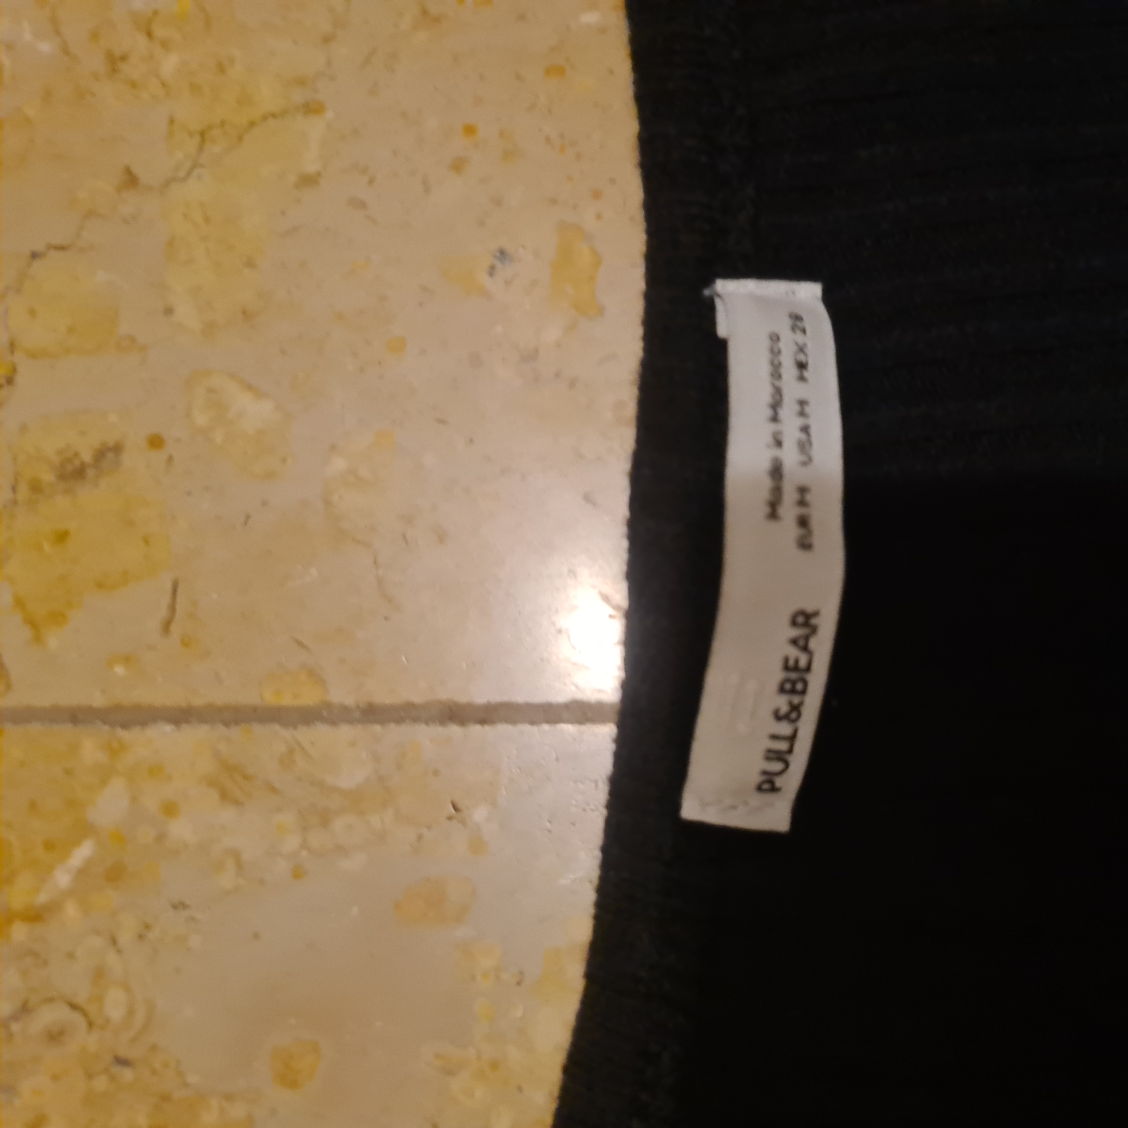 PULL&BEAR
EUR M USA M MEX 28
Made in Morocco